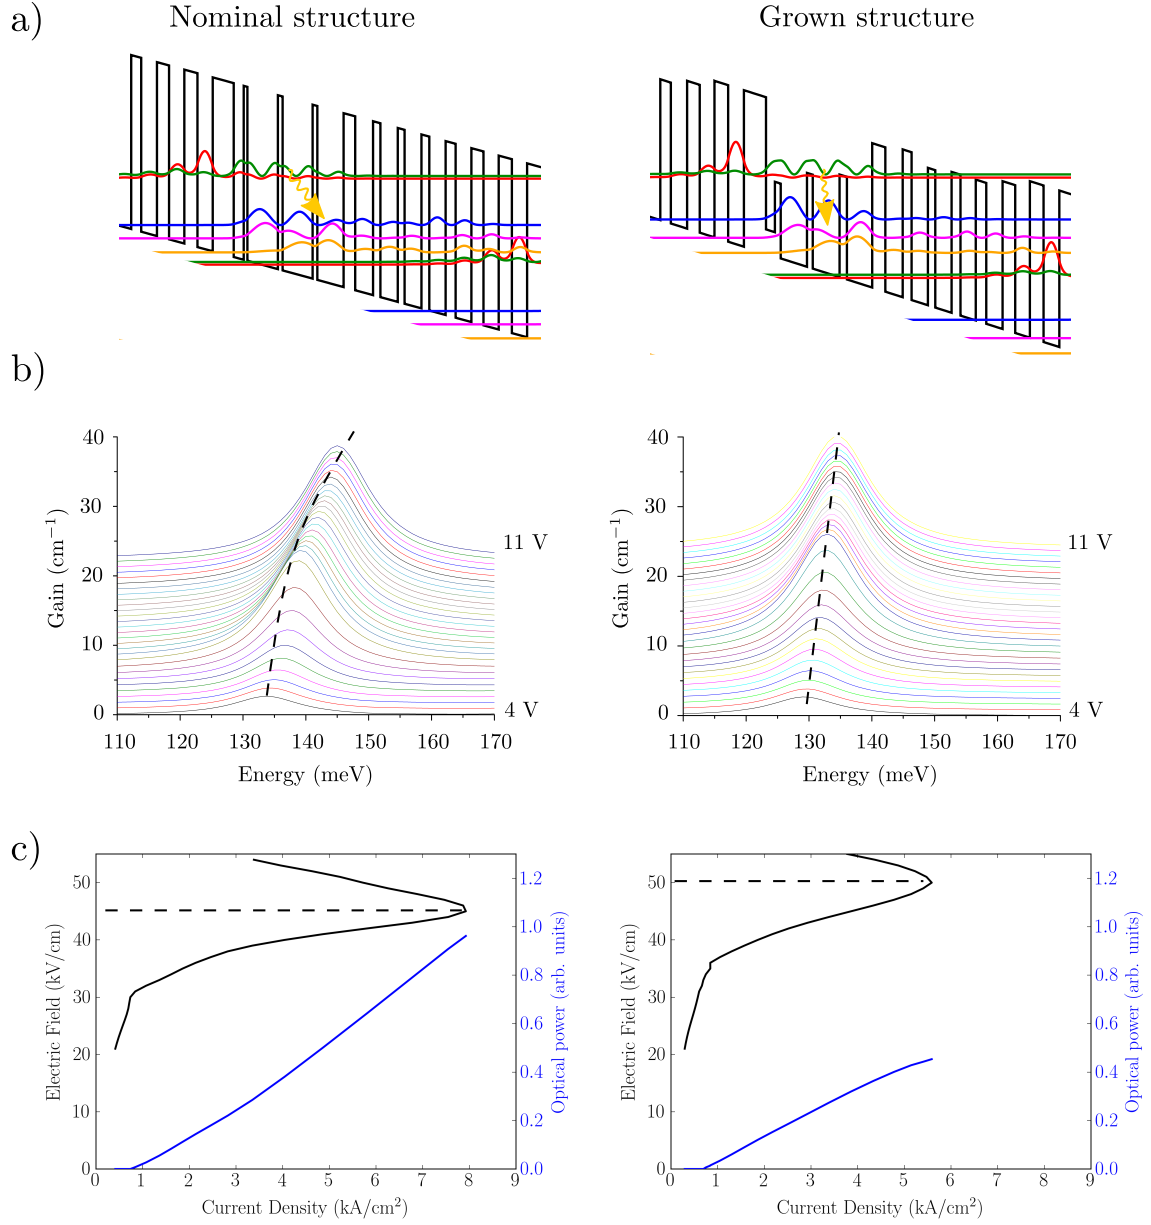 a)
Nominal structure
Grown structure
b)
40
30
20
10
0
Gain (cm⁻¹)
11 V
4 V
110 120 130 140 150 160 170
Energy (meV)
40
30
20
10
0
Gain (cm⁻¹)
11 V
4 V
110 120 130 140 150 160 170
Energy (meV)
c)
50
40
30
20
10
0
Electric Field (kV/cm)
1.2
1.0
0.8
0.6
0.4
0.2
0.0
Optical power (arb. units)
0 1 2 3 4 5 6 7 8 9
Current Density (kA/cm²)
50
40
30
20
10
0
Electric Field (kV/cm)
1.2
1.0
0.8
0.6
0.4
0.2
0.0
Optical power (arb. units)
0 1 2 3 4 5 6 7 8 9
Current Density (kA/cm²)